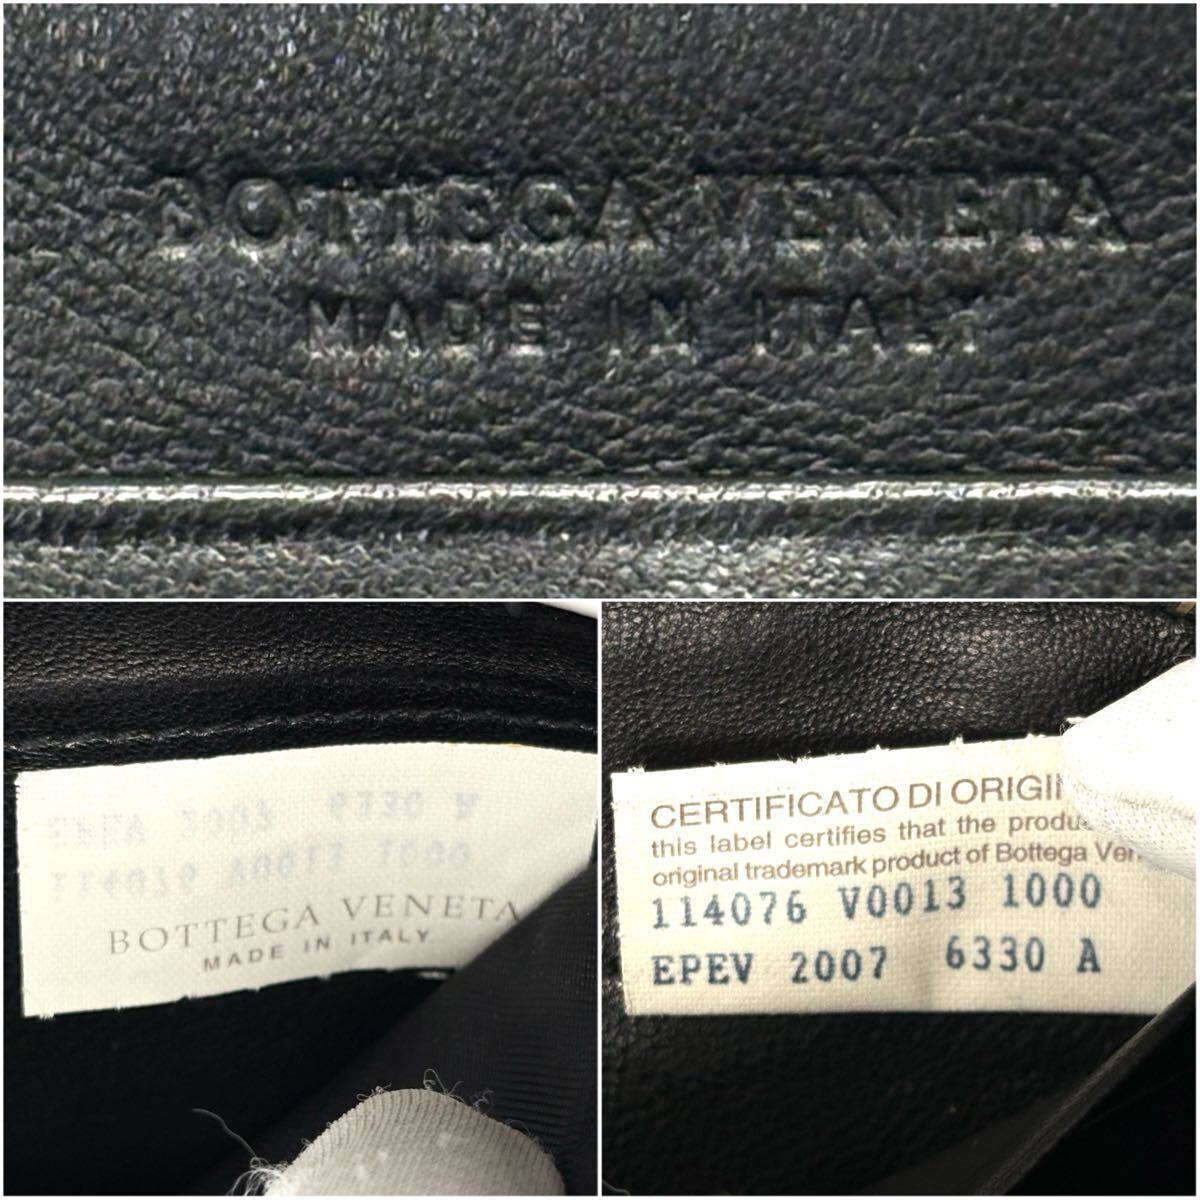 BOTTEGA VENETA
MADE IN ITALY
BOTTEGA VENETA
MADE IN ITALY
CERTIFICATO DI ORIGI
this label certifies that the produ
original trademark product of Bottega Ven
114076 V0013 1000
EPEV 2007 6330 A